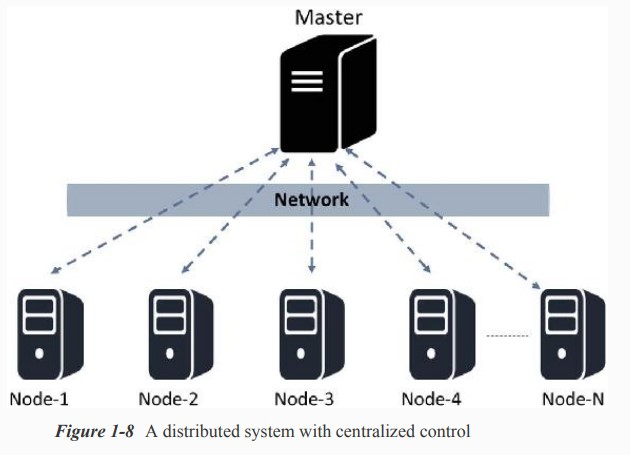 Master
Network
Node-1 Node-2 Node-3 Node-4 Node-N
Figure 1-8 A distributed system with centralized control